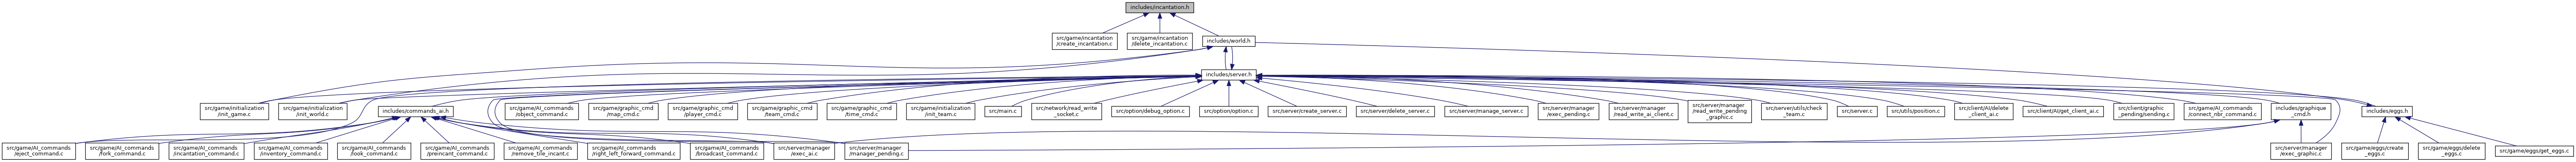 includes/incantation.h
src/game/incantation
/create_incantation.c
src/game/incantation
/delete_incantation.c
includes/world.h
includes/server.h
src/game/initialization
/init_game.c
src/game/initialization
/init_world.c
includes/commands_ai.h
src/game/AI_commands
/object_command.c
src/game/graphic_cmd
/map_cmd.c
src/game/graphic_cmd
/player_cmd.c
src/game/graphic_cmd
/team_cmd.c
src/game/graphic_cmd
/time_cmd.c
src/game/initialization
/init_team.c
src/main.c
src/network/read_write
_socket.c
src/option/debug_option.c
src/option/option.c
src/server/create_server.c
src/server/delete_server.c
src/server/manage_server.c
src/server/manager
/exec_pending.c
src/server/manager
/read_write_ai_client.c
src/server/manager
/read_write_pending
_graphic.c
src/server/utils/check
_team.c
src/server.c
src/utils/position.c
src/client/AI/delete
_client_ai.c
src/client/AI/get_client_ai.c
src/client/graphic
_pending/sending.c
src/game/AI_commands
/connect_nbr_command.c
includes/graphique
_cmd.h
includes/eggs.h
src/game/AI_commands
/eject_command.c
src/game/AI_commands
/fork_command.c
src/game/AI_commands
/incantation_command.c
src/game/AI_commands
/inventory_command.c
src/game/AI_commands
/look_command.c
src/game/AI_commands
/preincant_command.c
src/game/AI_commands
/remove_tile_incant.c
src/game/AI_commands
/right_left_forward_command.c
src/game/AI_commands
/broadcast_command.c
src/server/manager
/exec_ai.c
src/server/manager
/manager_pending.c
src/server/manager
/exec_graphic.c
src/game/eggs/create
_eggs.c
src/game/eggs/delete
_eggs.c
src/game/eggs/get_eggs.c